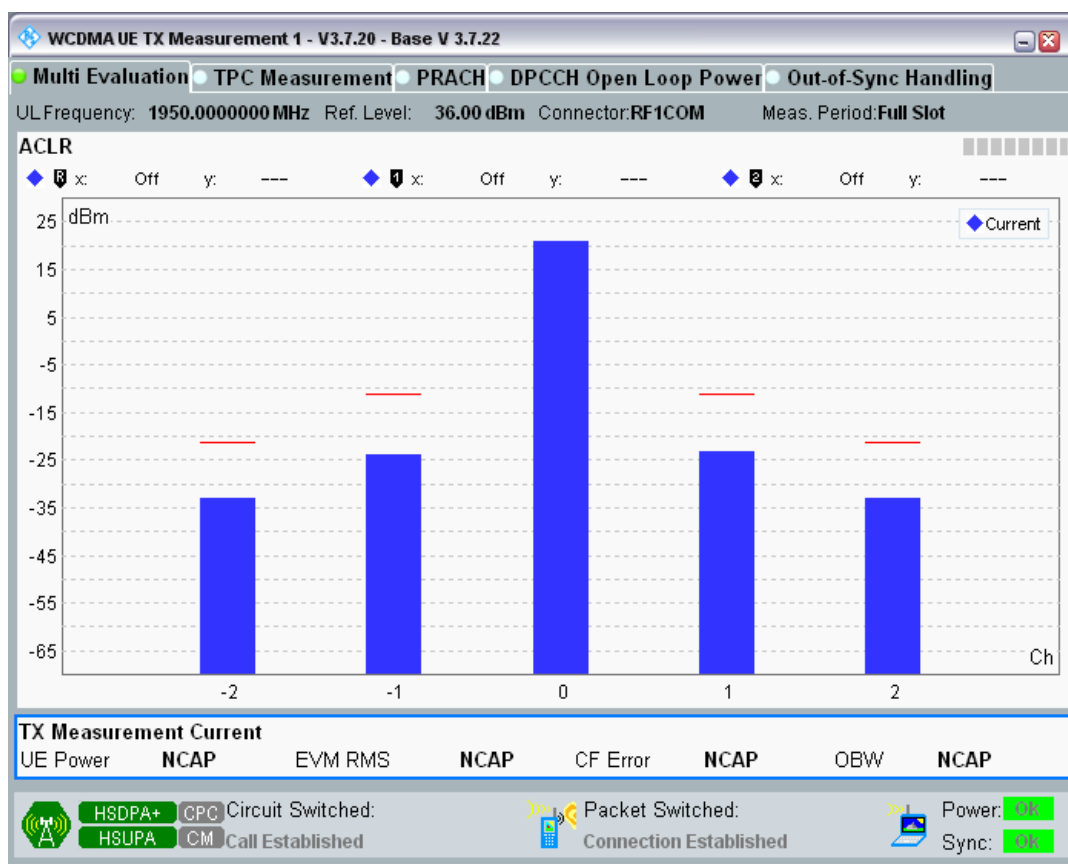 WCDMA UE TX Measurement 1 - V3.7.20 - Base V 3.7.22
Multi Evaluation TPC Measurement PRACH DPCCH Open Loop Power Out-of-Sync Handling
UL Frequency: 1950.0000000 MHz Ref. Level: 36.00 dBm Connector:RF1COM Meas. Period:Full Slot
ACLR
R x: Off y: --- 1 x: Off y: --- 2 x: Off y: ---
dBm
Current
25
15
5
-5
-15
-25
-35
-45
-55
-65
Ch
-2 -1 0 1 2
TX Measurement Current
UE Power NCAP EVM RMS NCAP CF Error NCAP OBW NCAP
HSDPA+ CPC Circuit Switched: Packet Switched: Power: OK
HSUPA CM Call Established Connection Established Sync: OK